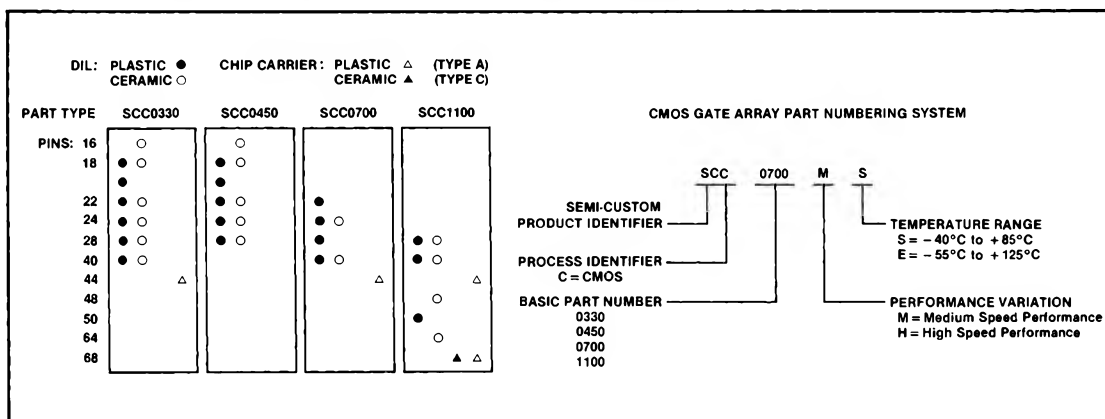 DIL: PLASTIC ● CHIP CARRIER: PLASTIC △ (TYPE A)
CERAMIC ○ CERAMIC ▲ (TYPE C)
PART TYPE SCC0330 SCC0450 SCC0700 SCC1100
PINS: 16
18
22
24
28
40
44
48
50
64
68
CMOS GATE ARRAY PART NUMBERING SYSTEM
SCC 0700 M S
SEMI-CUSTOM
PRODUCT IDENTIFIER
PROCESS IDENTIFIER
C = CMOS
BASIC PART NUMBER
0330
0450
0700
1100
TEMPERATURE RANGE
S = – 40°C to + 85°C
E = – 55°C to + 125°C
PERFORMANCE VARIATION
M = Medium Speed Performance
H = High Speed Performance